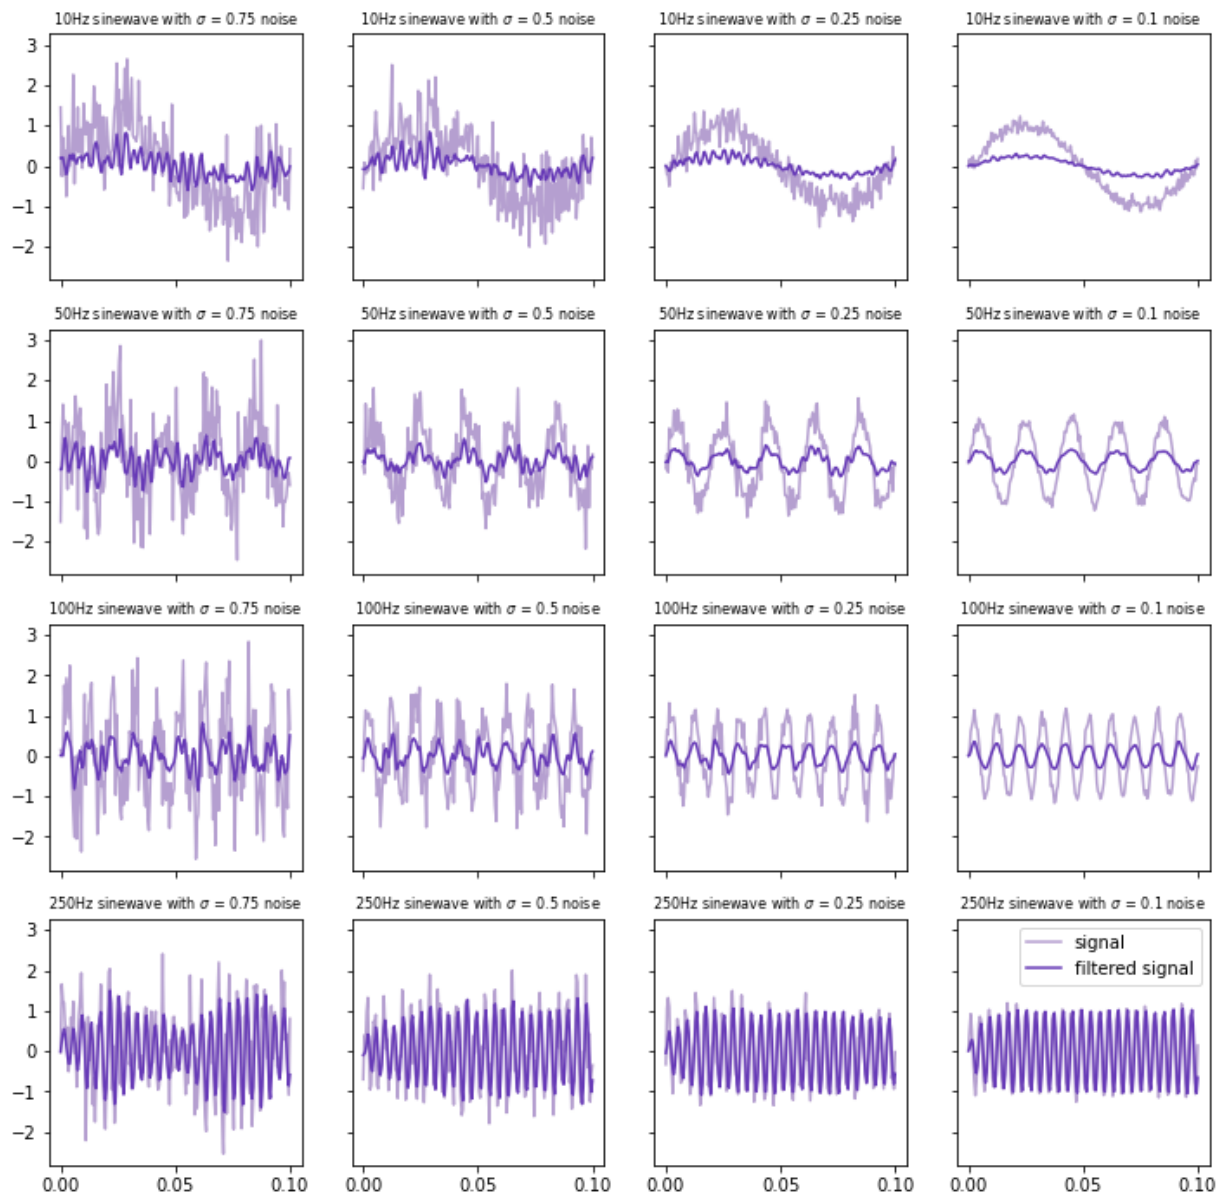 10Hz sinewave with σ = 0.75 noise
10Hz sinewave with σ = 0.5 noise
10Hz sinewave with σ = 0.25 noise
10Hz sinewave with σ = 0.1 noise
3
2
1
0
−1
−2
50Hz sinewave with σ = 0.75 noise
50Hz sinewave with σ = 0.5 noise
50Hz sinewave with σ = 0.25 noise
50Hz sinewave with σ = 0.1 noise
3
2
1
0
−1
−2
100Hz sinewave with σ = 0.75 noise
100Hz sinewave with σ = 0.5 noise
100Hz sinewave with σ = 0.25 noise
100Hz sinewave with σ = 0.1 noise
3
2
1
0
−1
−2
250Hz sinewave with σ = 0.75 noise
250Hz sinewave with σ = 0.5 noise
250Hz sinewave with σ = 0.25 noise
250Hz sinewave with σ = 0.1 noise
signal
filtered signal
3
2
1
0
−1
−2
0.00 0.05 0.10
0.00 0.05 0.10
0.00 0.05 0.10
0.00 0.05 0.10